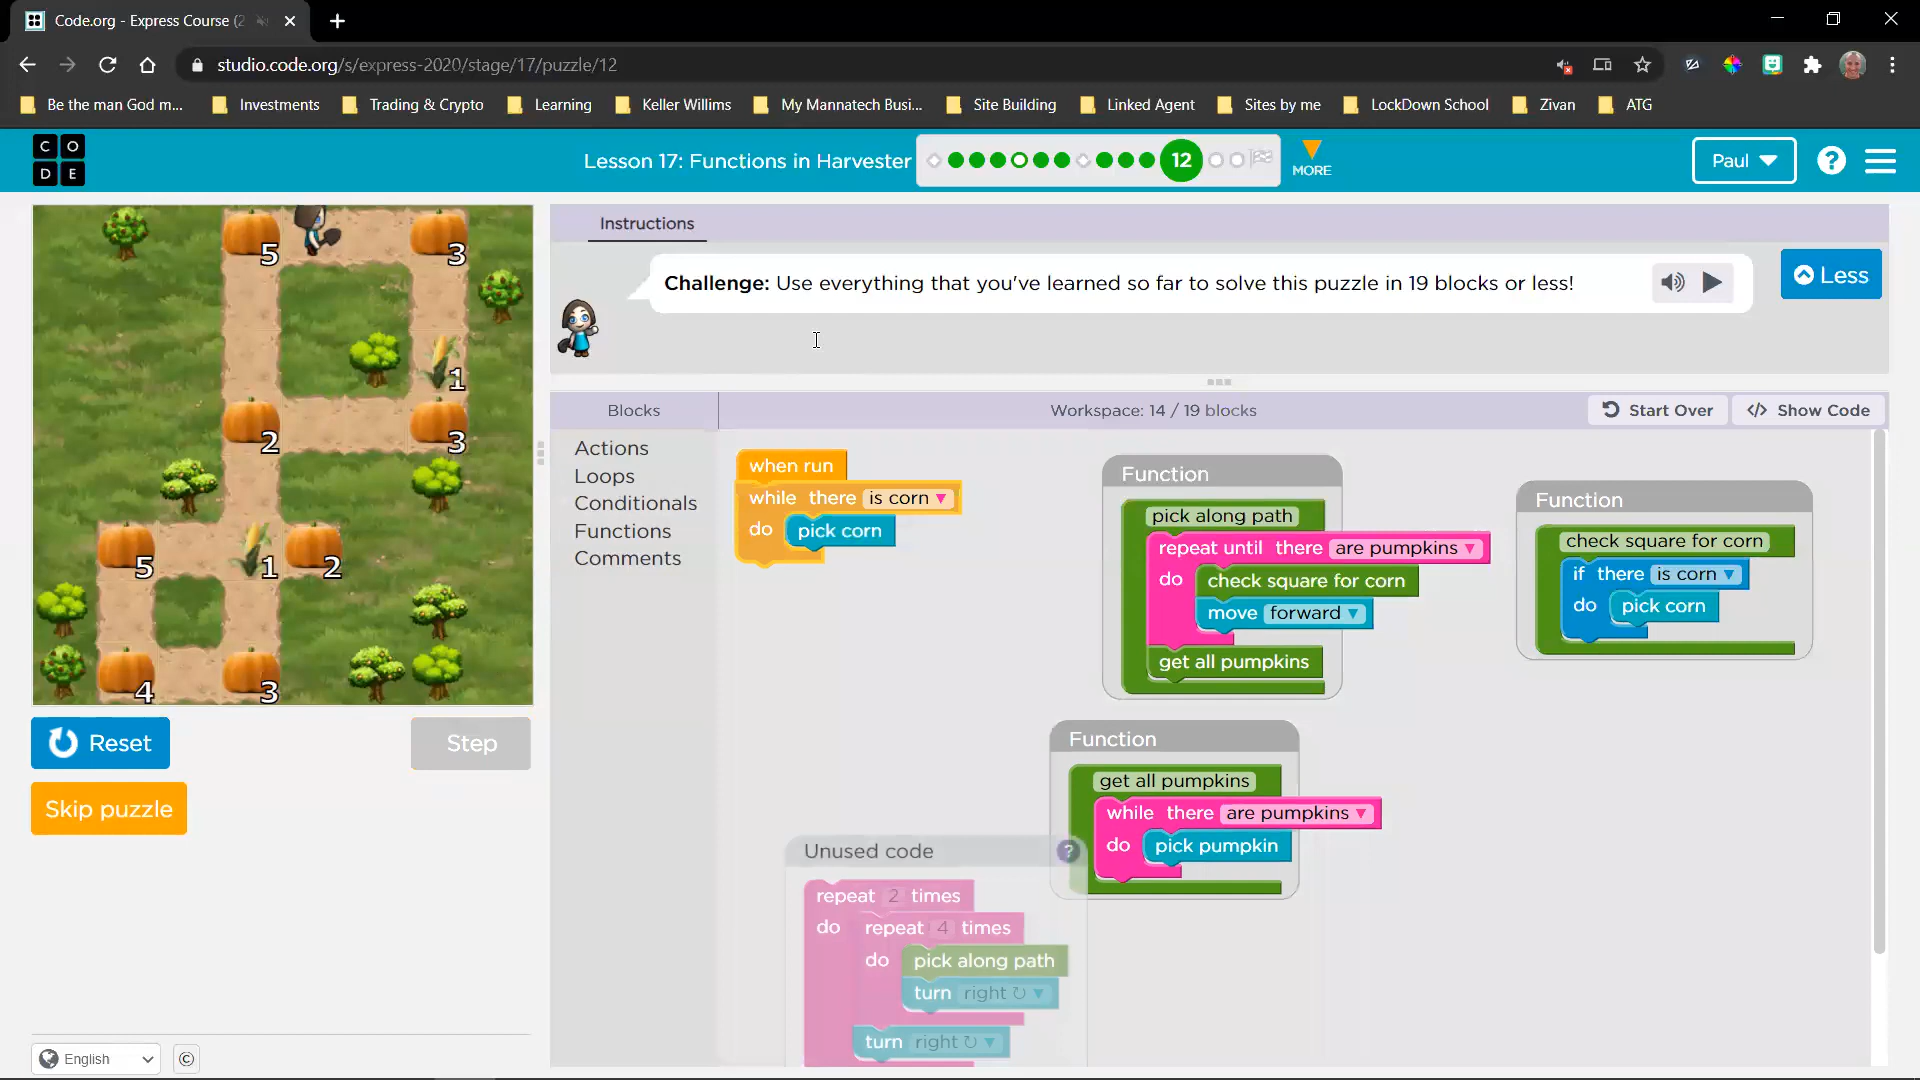 Code.org - Express Course (2
studio.code.org/s/express-2020/stage/17/puzzle/12
Be the man God m...
Investments
Trading & Crypto
Learning
Keller Willims
My Mannatech Busi...
Site Building
Linked Agent
Sites by me
LockDown School
Zivan
ATG
C O
D E
Lesson 17: Functions in Harvester
12
MORE
Paul
?
5
3
1
2
3
5
1
2
4
3
Reset
Step
Skip puzzle
English
©
Instructions
Challenge: Use everything that you've learned so far to solve this puzzle in 19 blocks or less!
Less
Blocks
Workspace: 14 / 19 blocks
Start Over
</> Show Code
Actions
Loops
Conditionals
Functions
Comments
when run
while there is corn
do pick corn
Function
pick along path
repeat until there are pumpkins
do check square for corn
move forward
get all pumpkins
Function
check square for corn
if there is corn
do pick corn
Function
get all pumpkins
while there are pumpkins
do pick pumpkin
Unused code ?
repeat 2 times
do repeat 4 times
do pick along path
turn right ↻
turn right ↻